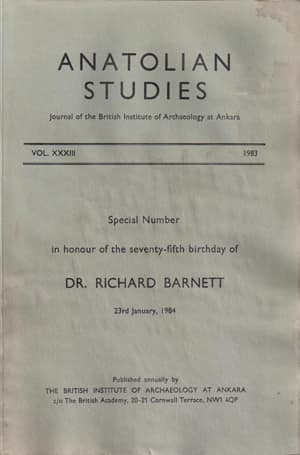 ANATOLIAN
STUDIES
Journal of the British Institute of Archaeology at Ankara
VOL. XXXIII 1983
Special Number
in honour of the seventy-fifth birthday of
DR. RICHARD BARNETT
23rd January, 1984
Published annually by
THE BRITISH INSTITUTE OF ARCHAEOLOGY AT ANKARA
c/o The British Academy, 20-21 Cornwall Terrace, NW1 4QP